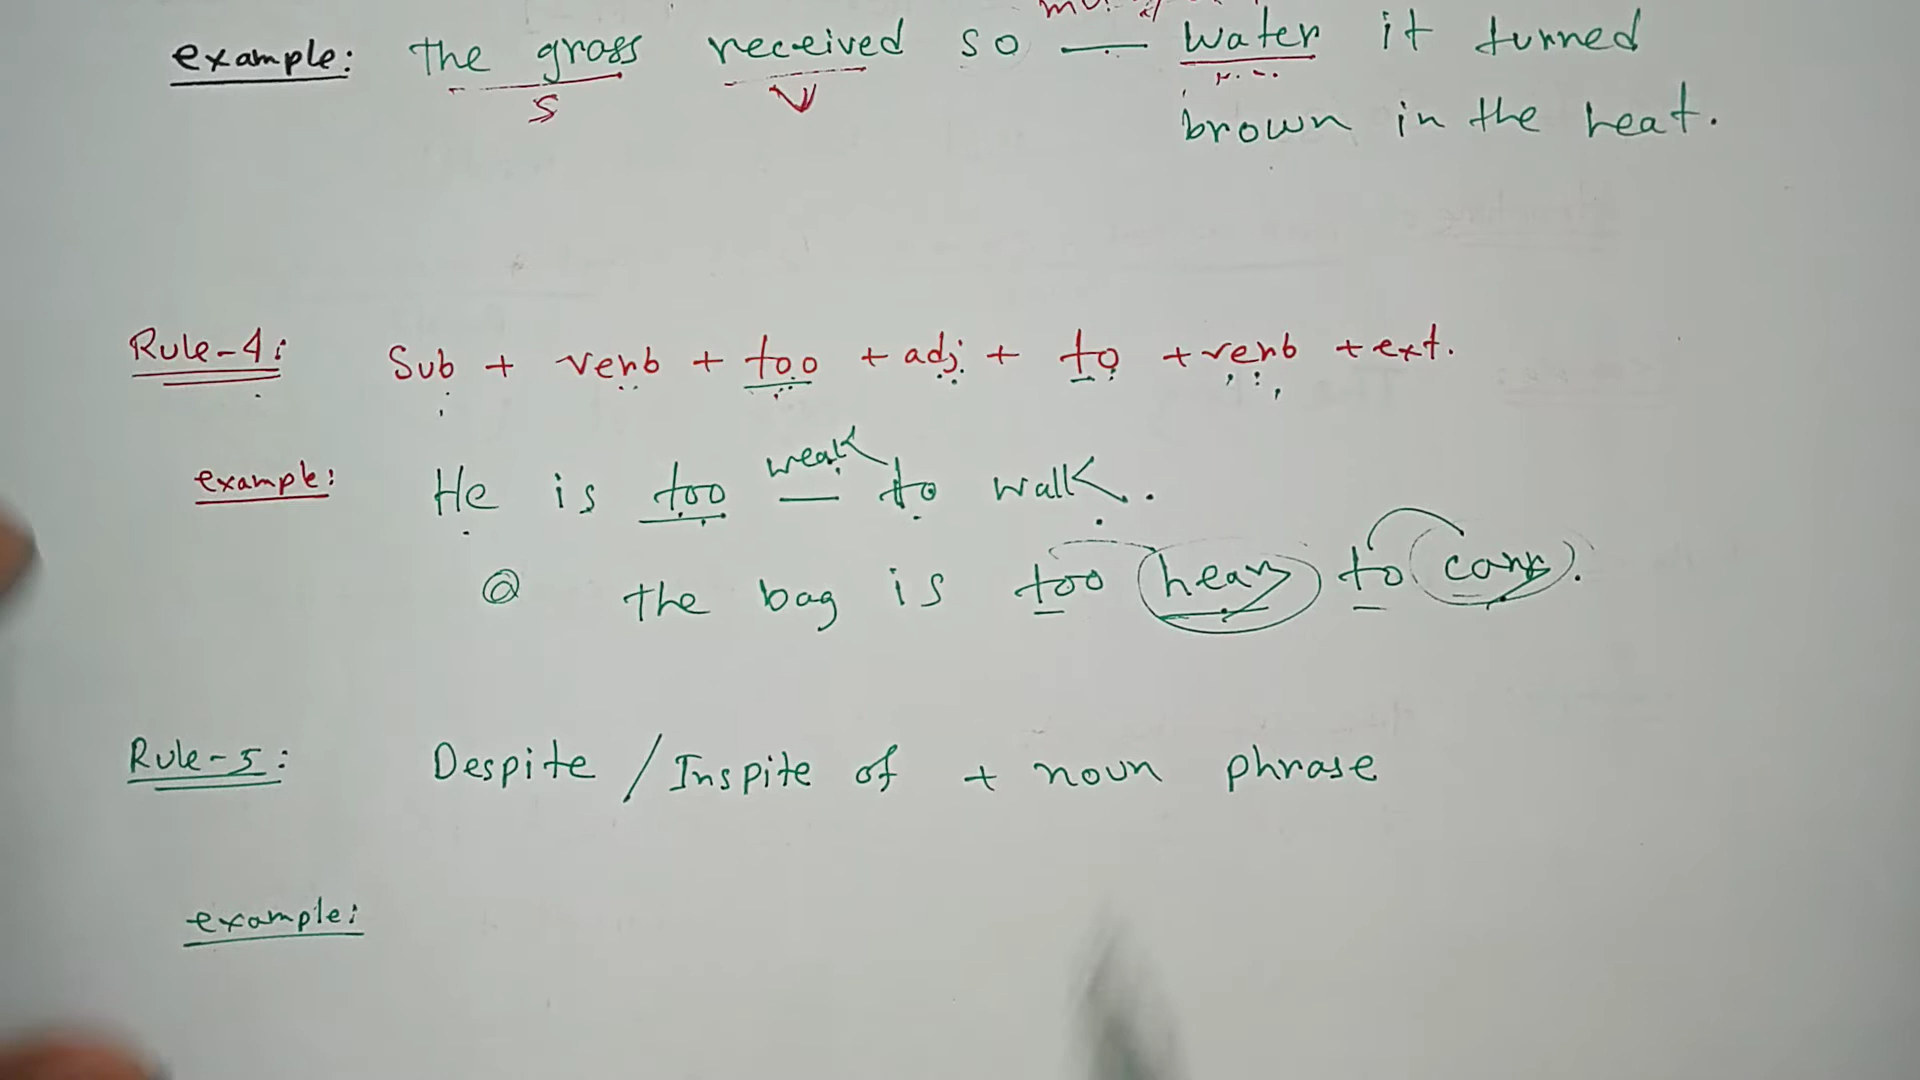 example: the grass received so — water it turned
S V
brown in the heat.
Rule-4: Sub + verb + too + adj + to + verb + ext.
weak
example: He is too — to walk.
@ the bag is too heavy to carry.
Rule-5: Despite / Inspite of + noun phrase
example: